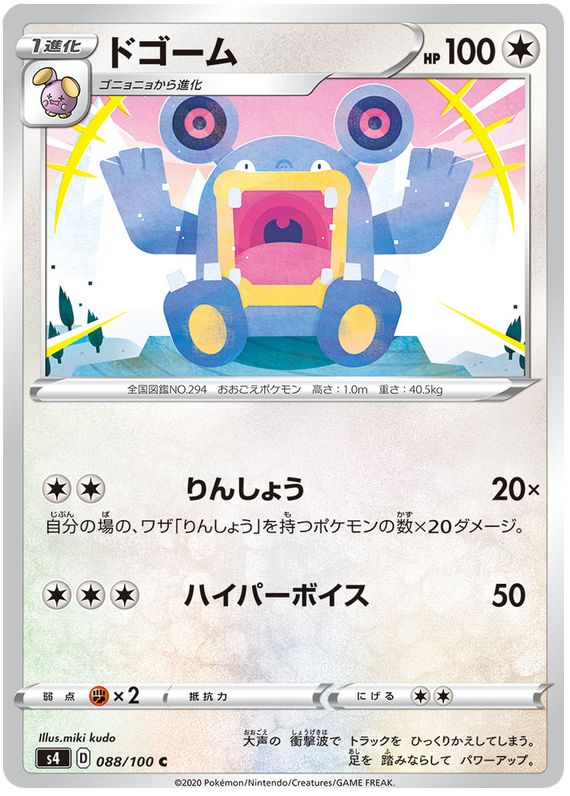 1進化 ドゴーム HP 100
ゴニョニョから進化
全国図鑑NO.294 おおごえポケモン 高さ：1.0m 重さ：40.5kg
りんしょう 20×
自分の場の、ワザ「りんしょう」を持つポケモンの数×20ダメージ。
ハイパーボイス 50
弱点 ×2 抵抗力 にげる
Illus.miki kudo
大声の 衝撃波で トラックを ひっくりかえしてしまう。
足を 踏みならして パワーアップ。
s4 D 088/100 C
©2020 Pokémon/Nintendo/Creatures/GAME FREAK.